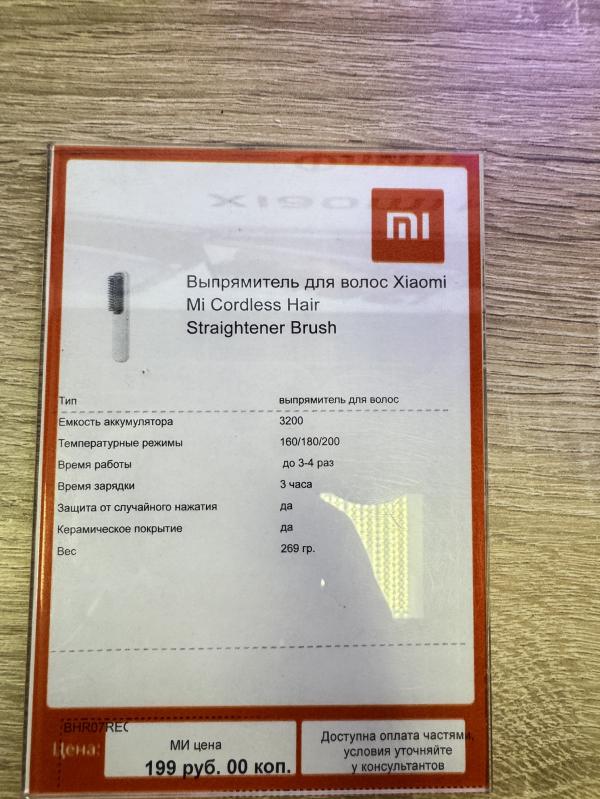 mi
Выпрямитель для волос Xiaomi
Mi Cordless Hair
Straightener Brush
Тип выпрямитель для волос
Емкость аккумулятора 3200
Температурные режимы 160/180/200
Время работы до 3-4 раз
Время зарядки 3 часа
Защита от случайного нажатия да
Керамическое покрытие да
Вес 269 гр.
Цена:
МИ цена
199 руб. 00 коп.
Доступна оплата частями,
условия уточняйте
у консультантов